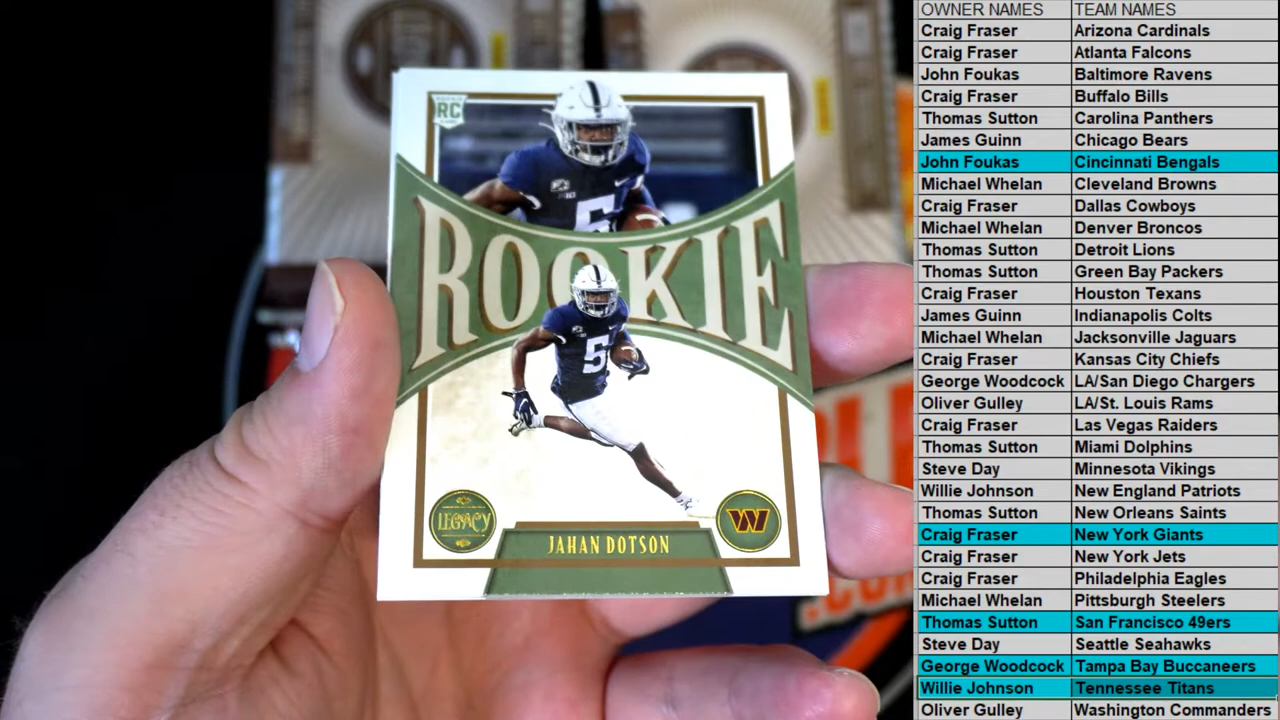 ROOKIE
RC
ROOKIE
5
5
LEGACY
W
JAHAN DOTSON
.CO
OWNER NAMES TEAM NAMES
Craig Fraser Arizona Cardinals
Craig Fraser Atlanta Falcons
John Foukas Baltimore Ravens
Craig Fraser Buffalo Bills
Thomas Sutton Carolina Panthers
James Guinn Chicago Bears
John Foukas Cincinnati Bengals
Michael Whelan Cleveland Browns
Craig Fraser Dallas Cowboys
Michael Whelan Denver Broncos
Thomas Sutton Detroit Lions
Thomas Sutton Green Bay Packers
Craig Fraser Houston Texans
James Guinn Indianapolis Colts
Michael Whelan Jacksonville Jaguars
Craig Fraser Kansas City Chiefs
George Woodcock LA/San Diego Chargers
Oliver Gulley LA/St. Louis Rams
Craig Fraser Las Vegas Raiders
Thomas Sutton Miami Dolphins
Steve Day Minnesota Vikings
Willie Johnson New England Patriots
Thomas Sutton New Orleans Saints
Craig Fraser New York Giants
Craig Fraser New York Jets
Craig Fraser Philadelphia Eagles
Michael Whelan Pittsburgh Steelers
Thomas Sutton San Francisco 49ers
Steve Day Seattle Seahawks
George Woodcock Tampa Bay Buccaneers
Willie Johnson Tennessee Titans
Oliver Gulley Washington Commanders